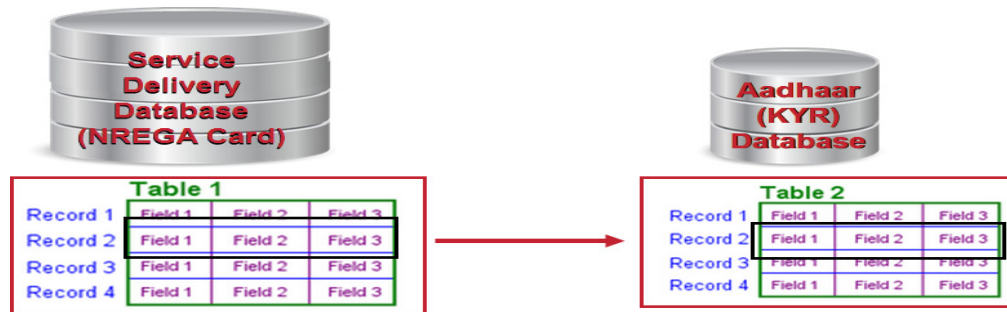 Service
Delivery
Database
(NREGA Card)
Aadhaar
(KYR)
Database
Table 1
Record 1 Field 1 Field 2 Field 3
Record 2 Field 1 Field 2 Field 3
Record 3 Field 1 Field 2 Field 3
Record 4 Field 1 Field 2 Field 3
Table 2
Record 1 Field 1 Field 2 Field 3
Record 2 Field 1 Field 2 Field 3
Record 3 Field 1 Field 2 Field 3
Record 4 Field 1 Field 2 Field 3